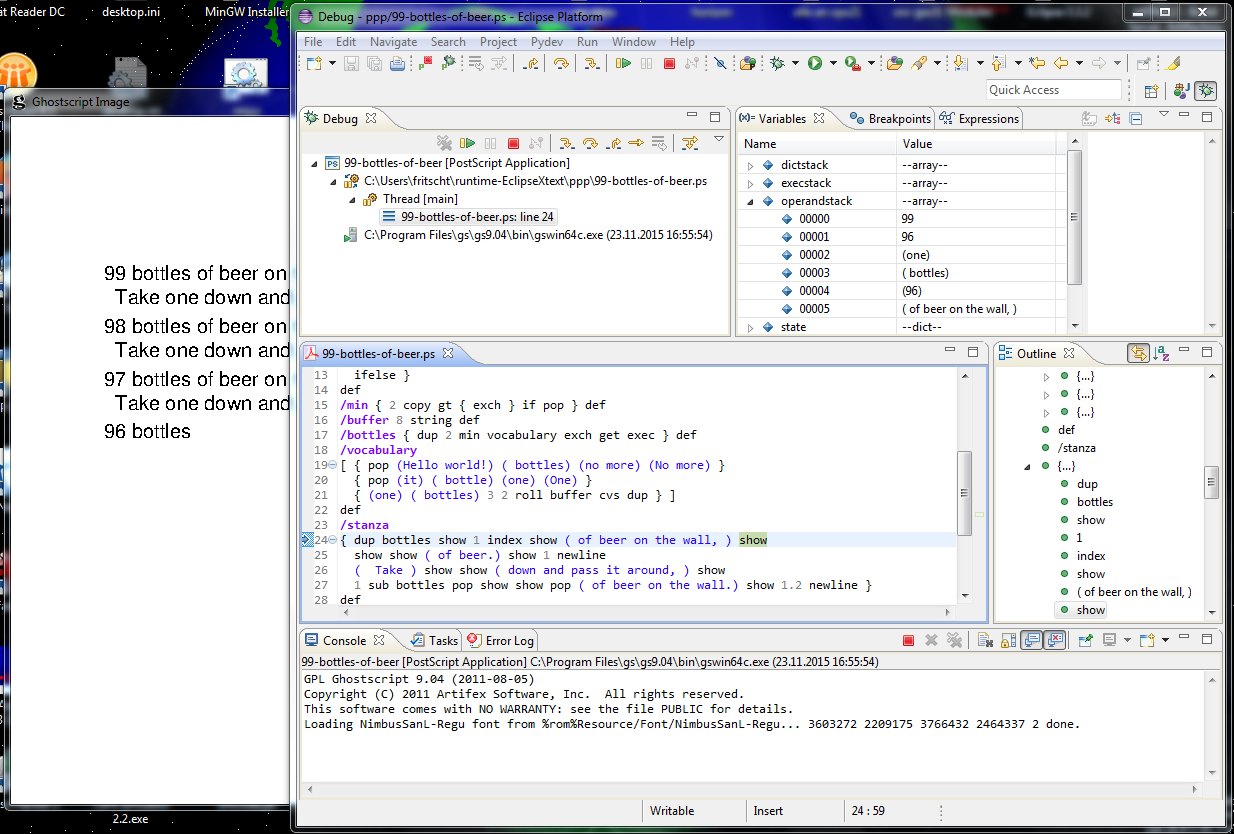 at Reader DC
desktop.ini
MinGW Installer
Ghostscript Image
99 bottles of beer on
Take one down and
98 bottles of beer on
Take one down and
97 bottles of beer on
Take one down and
96 bottles
2.2.exe
Debug - ppp/99-bottles-of-beer.ps - Eclipse Platform
File Edit Navigate Search Project Pydev Run Window Help
Quick Access
Debug
99-bottles-of-beer [PostScript Application]
C:\Users\fritscht\runtime-EclipseXtext\ppp\99-bottles-of-beer.ps
Thread [main]
99-bottles-of-beer.ps: line 24
C:\Program Files\gs\gs9.04\bin\gswin64c.exe (23.11.2015 16:55:54)
(x)= Variables Breakpoints Expressions
Name Value
dictstack --array--
execstack --array--
operandstack --array--
00000 99
00001 96
00002 (one)
00003 ( bottles)
00004 (96)
00005 ( of beer on the wall, )
state --dict--
99-bottles-of-beer.ps
13 ifelse }
14 def
15 /min { 2 copy gt { exch } if pop } def
16 /buffer 8 string def
17 /bottles { dup 2 min vocabulary exch get exec } def
18 /vocabulary
19 [ { pop (Hello world!) ( bottles) (no more) (No more) }
20 { pop (it) ( bottle) (one) (One) }
21 { (one) ( bottles) 3 2 roll buffer cvs dup } ]
22 def
23 /stanza
24 { dup bottles show 1 index show ( of beer on the wall, ) show
25 show show ( of beer.) show 1 newline
26 (  Take ) show show ( down and pass it around, ) show
27 1 sub bottles pop show show pop ( of beer on the wall.) show 1.2 newline }
28 def
Outline
{...}
{...}
{...}
def
/stanza
{...}
dup
bottles
show
1
index
show
( of beer on the wall, )
show
Console Tasks Error Log
99-bottles-of-beer [PostScript Application] C:\Program Files\gs\gs9.04\bin\gswin64c.exe (23.11.2015 16:55:54)
GPL Ghostscript 9.04 (2011-08-05)
Copyright (C) 2011 Artifex Software, Inc.  All rights reserved.
This software comes with NO WARRANTY: see the file PUBLIC for details.
Loading NimbusSanL-Regu font from %rom%Resource/Font/NimbusSanL-Regu... 3603272 2209175 3766432 2464337 2 done.
Writable Insert 24 : 59